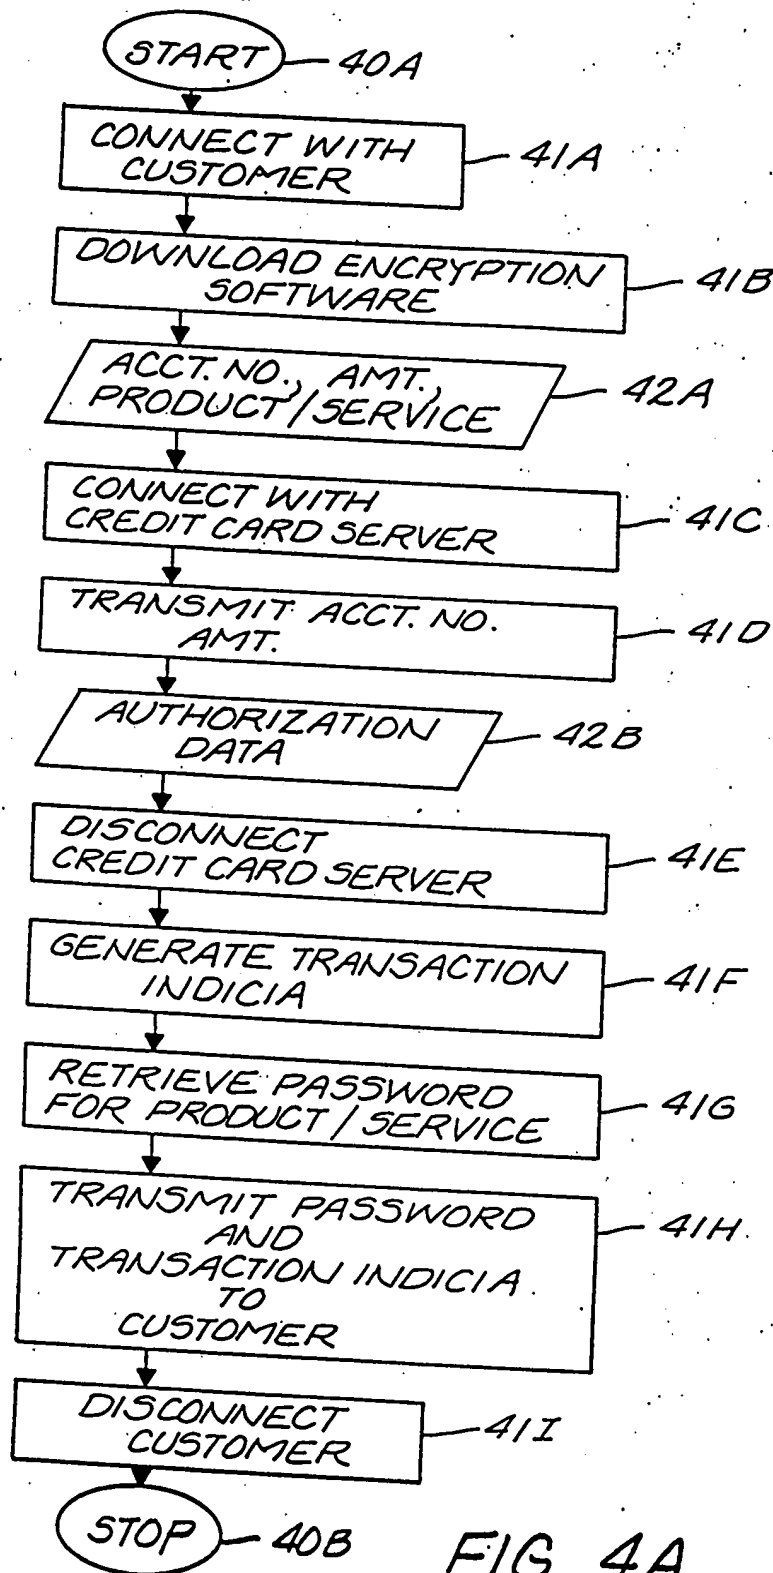 START
40A
CONNECT WITH
CUSTOMER
41A
DOWNLOAD ENCRYPTION
SOFTWARE
41B
ACCT. NO., AMT.,
PRODUCT/SERVICE
42A
CONNECT WITH
CREDIT CARD SERVER
41C
TRANSMIT ACCT. NO.
AMT.
41D
AUTHORIZATION
DATA
42B
DISCONNECT
CREDIT CARD SERVER
41E
GENERATE TRANSACTION
INDICIA
41F
RETRIEVE PASSWORD
FOR PRODUCT/SERVICE
41G
TRANSMIT PASSWORD
AND
TRANSACTION INDICIA
TO
CUSTOMER
41H
DISCONNECT
CUSTOMER
41I
STOP
40B
FIG. 4A